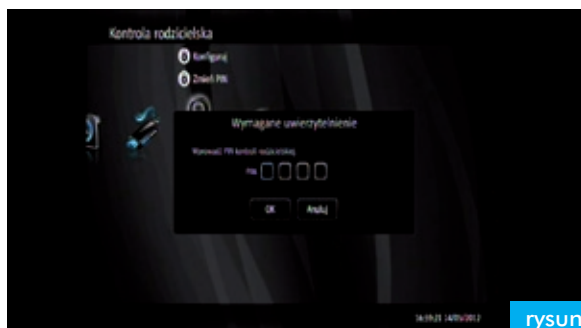 Kontrola rodzicielska
Konfiguruj
Zmień PIN
Wymagane uwierzytelnienie
Wprowadź PIN kontroli rodzicielskiej
PIN
OK
Anuluj
16:59:21 14/05/2012
rysun